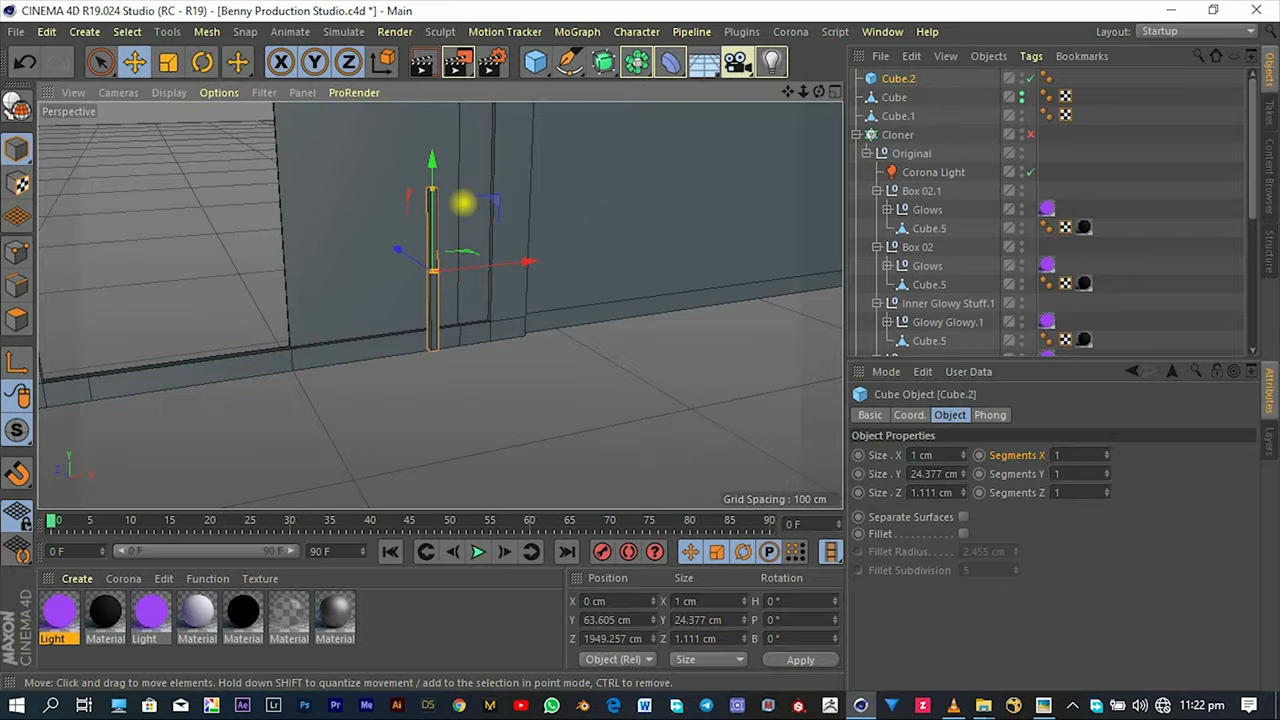 CINEMA 4D R19.024 Studio (RC - R19) - [Benny Production Studio.c4d *] - Main
File Edit Create Select Tools Mesh Snap Animate Simulate Render Sculpt Motion Tracker MoGraph Character Pipeline Plugins Corona Script Window Help Layout: Startup
File Edit View Objects Tags Bookmarks
View Cameras Display Options Filter Panel ProRender
Perspective
Cube.2
Cube
Cube.1
Cloner
Original
Corona Light
Box 02.1
Glows
Cube.5
Box 02
Glows
Cube.5
Inner Glowy Stuff.1
Glowy Glowy.1
Cube.5
Objects
Takes
Content Browser
Structure
Mode Edit User Data
Cube Object [Cube.2]
Basic Coord. Object Phong
Object Properties
Size . X 1 cm Segments X 1
Size . Y 24.377 cm Segments Y 1
Size . Z 1.111 cm Segments Z 1
Separate Surfaces
Fillet
Fillet Radius 2.455 cm
Fillet Subdivision 5
Attributes
Layers
Y
Z X
Grid Spacing : 100 cm
0 5 10 15 20 25 30 35 40 45 50 55 60 65 70 75 80 85 90 0 F
0 F 0 F 90 F 90 F
Create Corona Edit Function Texture
Light Material Light Material Material Material Material
Position Size Rotation
X 0 cm X 1 cm H 0 °
Y 63.605 cm Y 24.377 cm P 0 °
Z 1949.257 cm Z 1.111 cm B 0 °
Object (Rel) Size Apply
MAXON CINEMA 4D
Move: Click and drag to move elements. Hold down SHIFT to quantize movement / add to the selection in point mode, CTRL to remove.
11:22 pm